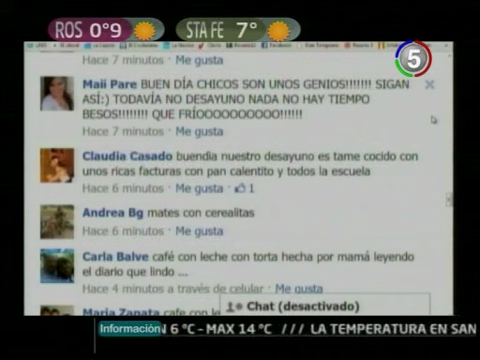 ROS 0°9 STA FE 7°
5
Hace 7 minutos · Me gusta
Maii Pare BUEN DÍA CHICOS SON UNOS GENIOS!!!!!!! SIGAN
ASÍ:) TODAVÍA NO DESAYUNO NADA NO HAY TIEMPO
BESOS!!!!!!!! QUE FRÍOOOOOOOOOO!!!!!!
Hace 7 minutos · Me gusta
Claudia Casado buendia nuestro desayuno es tame cocido con
unos ricas facturas con pan calentito y todos la escuela
Hace 6 minutos · Me gusta · 1
Andrea Bg mates con cerealitas
Hace 6 minutos · Me gusta
Carla Balve café con leche con torta hecha por mamá leyendo
el diario que lindo ...
Hace 4 minutos a través de celular · Me gusta
Maria Zapata
Chat (desactivado)
Información N 6 °C - MAX 14 °C /// LA TEMPERATURA EN SAN